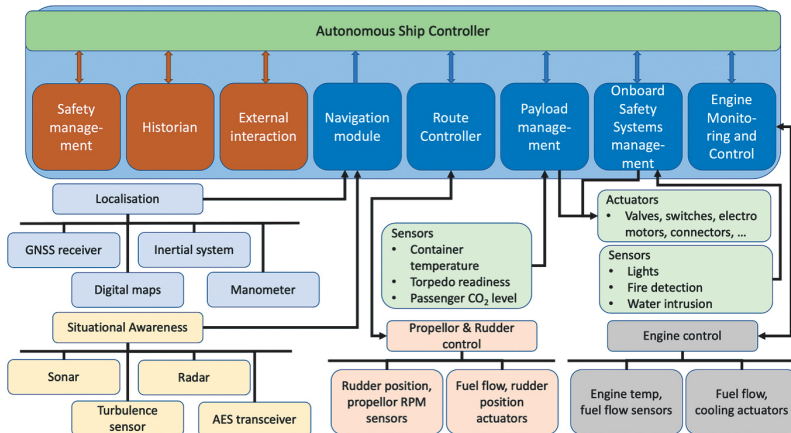 Autonomous Ship Controller
Safety
manage-
ment
Historian
External
interaction
Navigation
module
Route
Controller
Payload
manage-
ment
Onboard
Safety
Systems
manage-
ment
Engine
Monito-
ring and
Control
Localisation
GNSS receiver
Inertial system
Digital maps
Manometer
Situational Awareness
Sonar
Radar
Turbulence
sensor
AES transceiver
Sensors
• Container
temperature
• Torpedo readiness
• Passenger CO₂ level
Actuators
• Valves, switches, electro
motors, connectors, ...
Sensors
• Lights
• Fire detection
• Water intrusion
Propellor & Rudder
control
Rudder position,
propellor RPM
sensors
Fuel flow, rudder
position
actuators
Engine control
Engine temp,
fuel flow sensors
Fuel flow,
cooling actuators